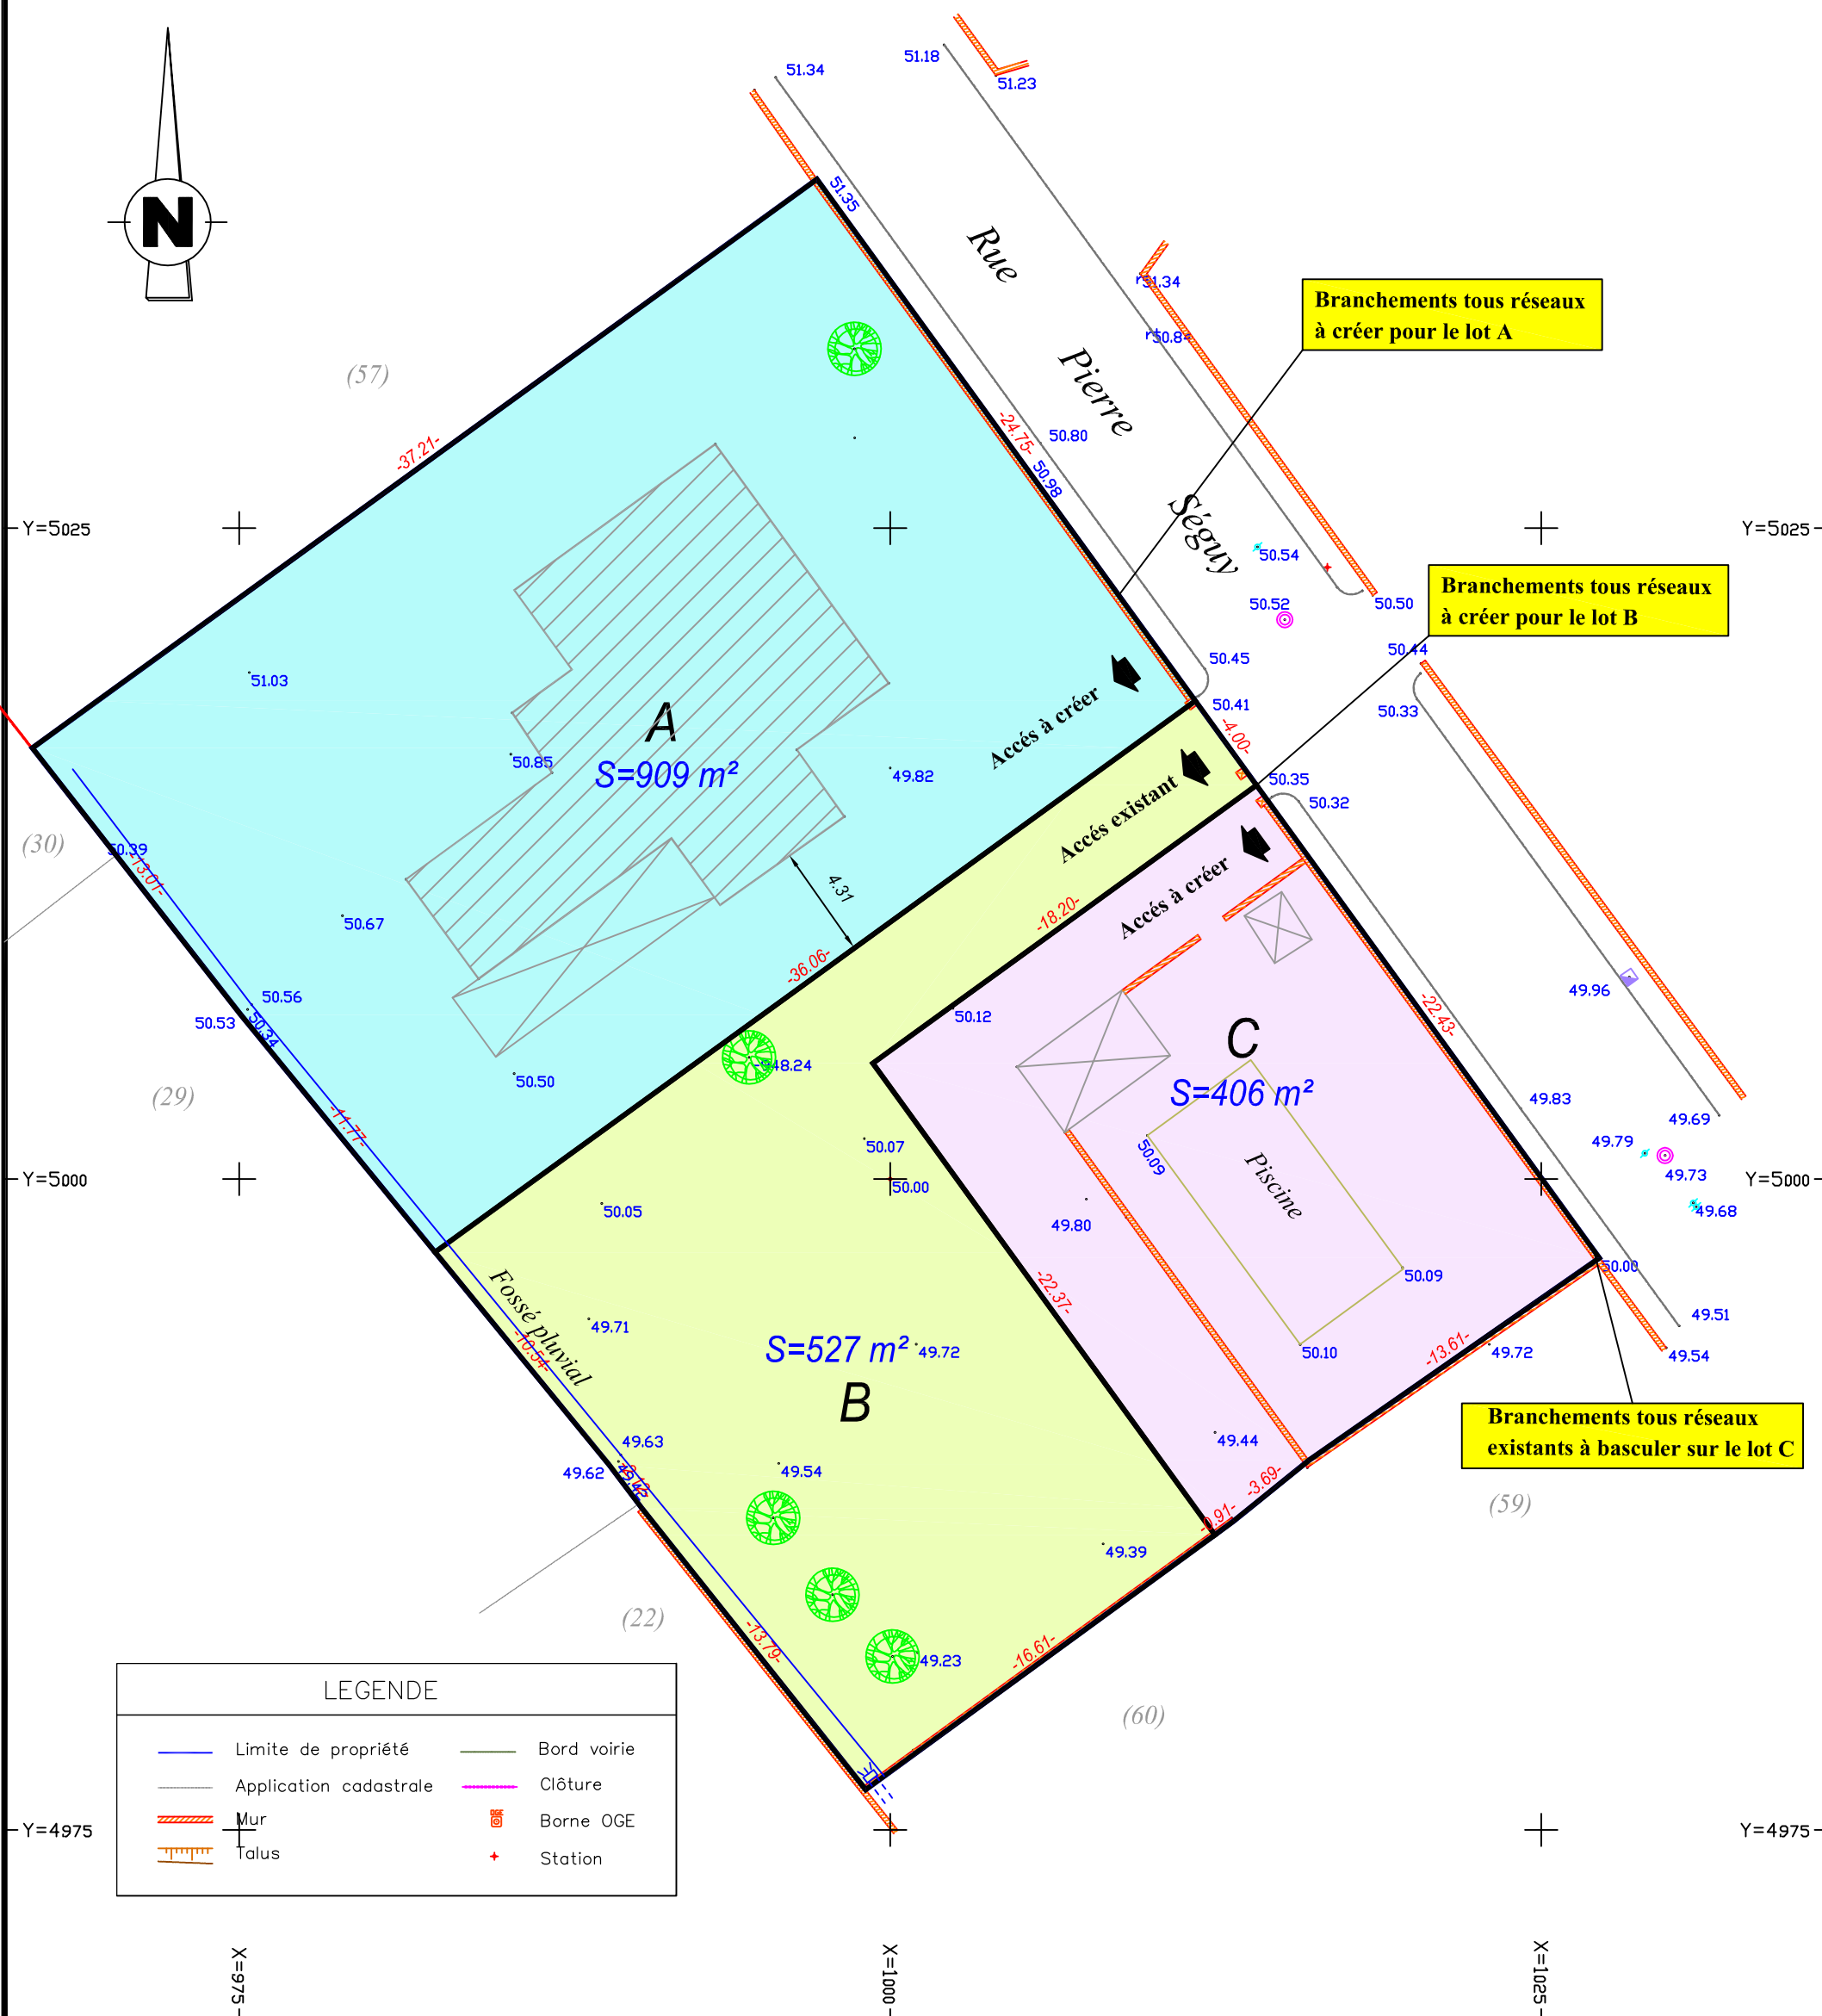 N
51.34
51.18
51.23
51.35
Rue
Pierre
Séguy
51.34
50.8
Branchements tous réseaux
à créer pour le lot A
(57)
-37.21-
-24.75-
50.80
50.98
Y=5025
Y=5025
50.54
50.52
50.50
Branchements tous réseaux
à créer pour le lot B
50.44
50.45
50.41
50.33
51.03
A
S=909 m²
50.85
49.82
Accés à créer
-4.00-
50.35
50.32
Accés existant
Accés à créer
(30)
50.39
-13.01-
50.67
4.31
-18.20-
-36.06-
50.56
50.53
50.34
50.12
49.96
-22.43-
C
S=406 m²
48.24
50.50
(29)
-11.77-
50.07
50.09
49.83
49.69
49.79
49.73
49.68
Y=5000
Y=5000
50.00
50.05
49.80
Piscine
50.09
50.00
Fossé pluvial
-10.54-
-22.37-
49.71
S=527 m²
49.72
B
50.10
-13.61-
49.72
49.51
49.54
Branchements tous réseaux
existants à basculer sur le lot C
49.63
49.62
49.54
49.44
-3.69-
-0.91-
(59)
49.39
(22)
-13.79-
49.23
-16.61-
(60)
LEGENDE
Limite de propriété
Bord voirie
Application cadastrale
Clôture
Mur
Borne OGE
Talus
Station
Y=4975
Y=4975
X=975
X=1000
X=1025